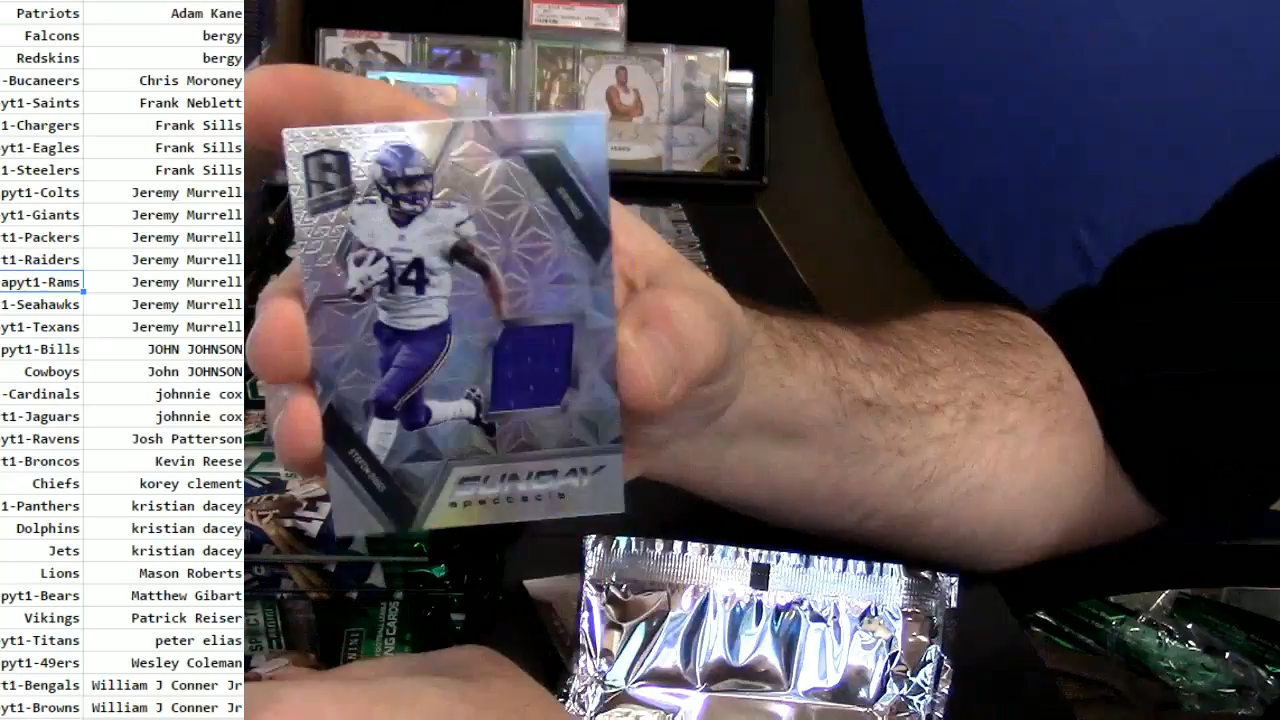 Patriots Adam Kane
Falcons bergy
Redskins bergy
-Bucaneers Chris Moroney
yt1-Saints Frank Neblett
1-Chargers Frank Sills
yt1-Eagles Frank Sills
1-Steelers Frank Sills
pyt1-Colts Jeremy Murrell
yt1-Giants Jeremy Murrell
1-Packers Jeremy Murrell
t1-Raiders Jeremy Murrell
apyt1-Rams Jeremy Murrell
1-Seahawks Jeremy Murrell
yt1-Texans Jeremy Murrell
pyt1-Bills JOHN JOHNSON
Cowboys John JOHNSON
-Cardinals johnnie cox
t1-Jaguars johnnie cox
yt1-Ravens Josh Patterson
t1-Broncos Kevin Reese
Chiefs korey clement
1-Panthers kristian dacey
Dolphins kristian dacey
Jets kristian dacey
Lions Mason Roberts
pyt1-Bears Matthew Gibart
Vikings Patrick Reiser
yt1-Titans peter elias
pyt1-49ers Wesley Coleman
t1-Bengals William J Conner Jr
yt1-Browns William J Conner Jr
14
STEFON DIGGS
SUNDAY
spectacle